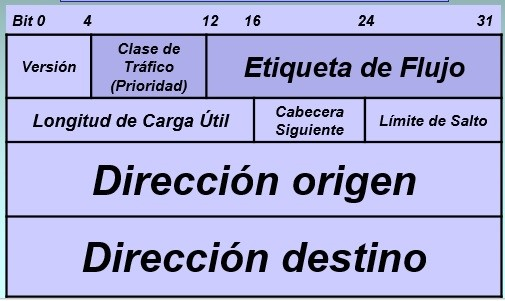 Bit 0 4 12 16 24 31
Versión
Clase de
Tráfico
(Prioridad)
Etiqueta de Flujo
Longitud de Carga Útil
Cabecera
Siguiente
Límite de Salto
Dirección origen
Dirección destino